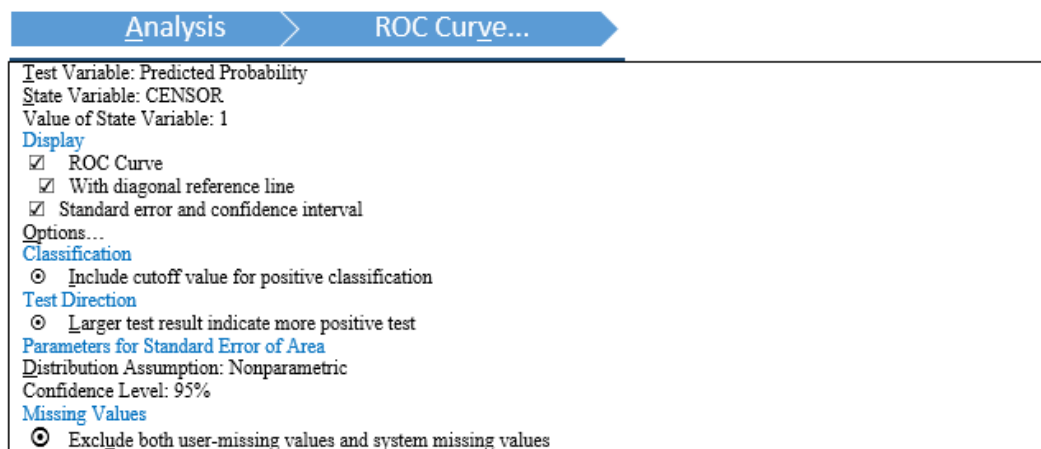 Analysis
ROC Curve...
Test Variable: Predicted Probability
State Variable: CENSOR
Value of State Variable: 1
Display
☑ ROC Curve
☑ With diagonal reference line
☑ Standard error and confidence interval
Options...
Classification
⊙ Include cutoff value for positive classification
Test Direction
⊙ Larger test result indicate more positive test
Parameters for Standard Error of Area
Distribution Assumption: Nonparametric
Confidence Level: 95%
Missing Values
⊙ Exclude both user-missing values and system missing values